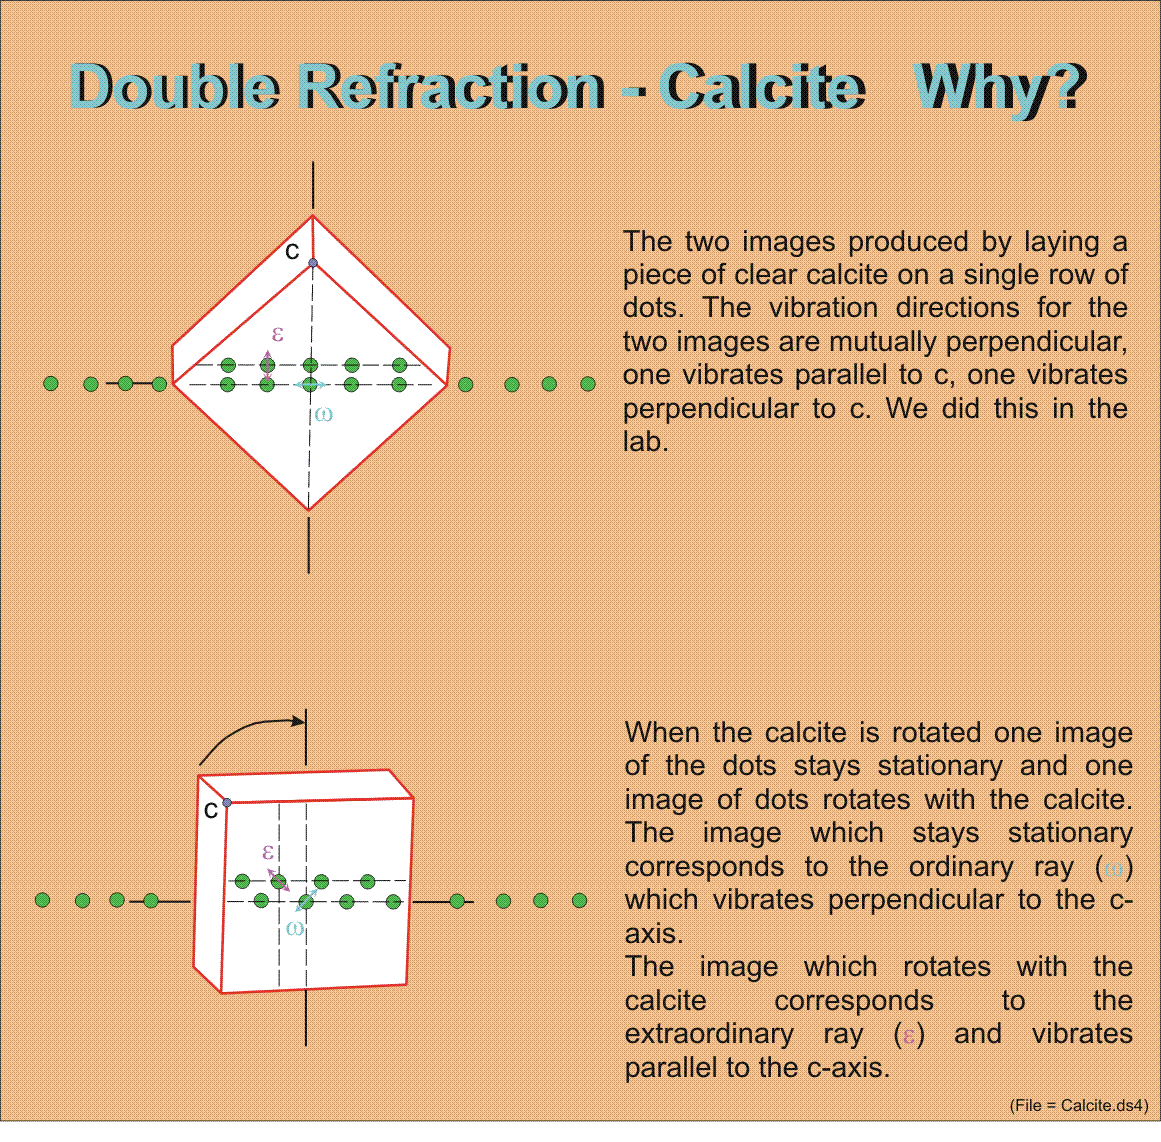 Double Refraction - Calcite Why?
c
ε
ω
The two images produced by laying a
piece of clear calcite on a single row of
dots. The vibration directions for the
two images are mutually perpendicular,
one vibrates parallel to c, one vibrates
perpendicular to c. We did this in the
lab.
c
ε
ω
When the calcite is rotated one image
of the dots stays stationary and one
image of dots rotates with the calcite.
The image which stays stationary
corresponds to the ordinary ray (ω)
which vibrates perpendicular to the c-
axis.
The image which rotates with the
calcite corresponds to the
extraordinary ray (ε) and vibrates
parallel to the c-axis.
(File = Calcite.ds4)